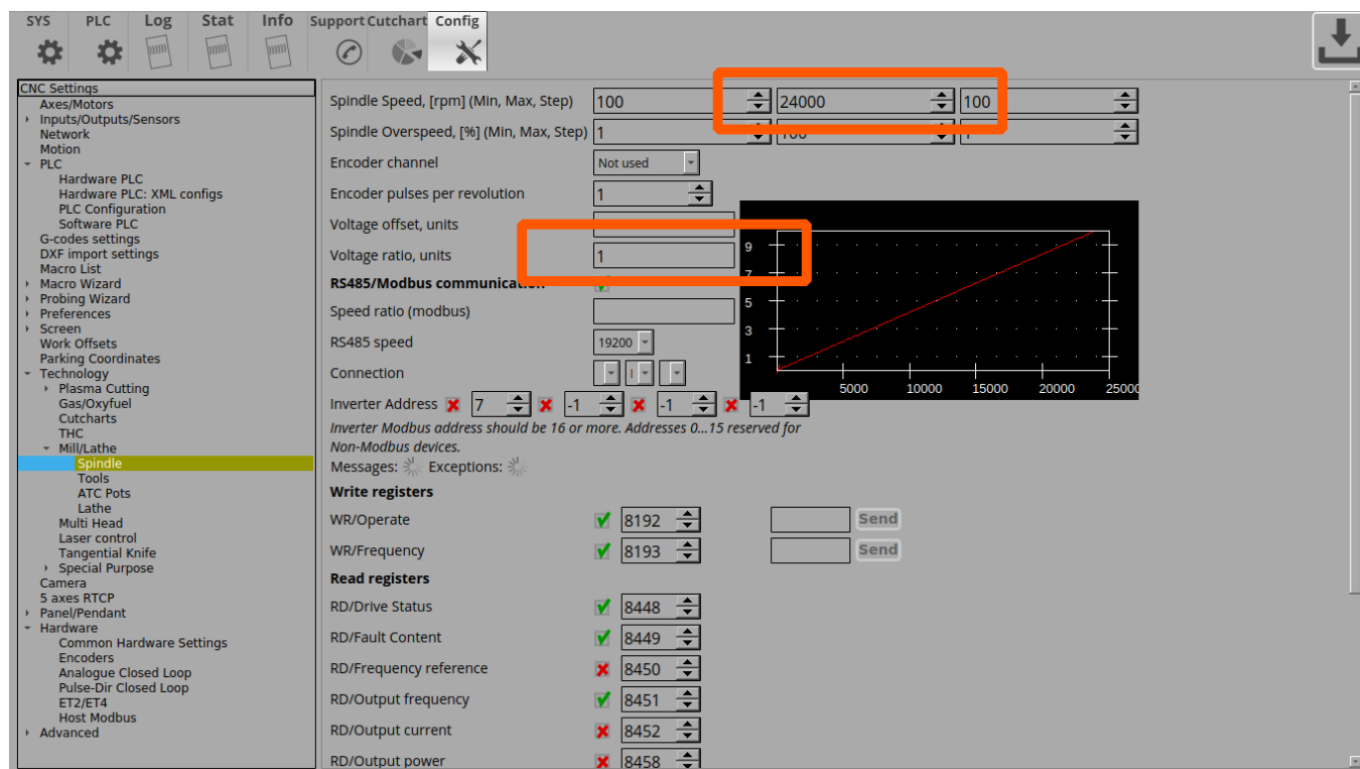 SYS PLC Log Stat Info Support Cutchart Config
CNC Settings
Axes/Motors
Inputs/Outputs/Sensors
Network
Motion
PLC
Hardware PLC
Hardware PLC: XML configs
PLC Configuration
Software PLC
G-codes settings
DXF import settings
Macro List
Macro Wizard
Probing Wizard
Preferences
Screen
Work Offsets
Parking Coordinates
Technology
Plasma Cutting
Gas/Oxyfuel
Cutcharts
THC
Mill/Lathe
Spindle
Tools
ATC Pots
Lathe
Multi Head
Laser control
Tangential Knife
Special Purpose
Camera
5 axes RTCP
Panel/Pendant
Hardware
Common Hardware Settings
Encoders
Analogue Closed Loop
Pulse-Dir Closed Loop
ET2/ET4
Host Modbus
Advanced
Spindle Speed, [rpm] (Min, Max, Step) 100 24000 100
Spindle Overspeed, [%] (Min, Max, Step) 1 100 1
Encoder channel Not used
Encoder pulses per revolution 1
Voltage offset, units
Voltage ratio, units 1
RS485/Modbus communication
Speed ratio (modbus)
RS485 speed 19200
Connection
9
7
5
3
1
5000 10000 15000 20000 25000
Inverter Address 7 -1 -1 -1
Inverter Modbus address should be 16 or more. Addresses 0...15 reserved for
Non-Modbus devices.
Messages: Exceptions:
Write registers
WR/Operate 8192 Send
WR/Frequency 8193 Send
Read registers
RD/Drive Status 8448
RD/Fault Content 8449
RD/Frequency reference 8450
RD/Output frequency 8451
RD/Output current 8452
RD/Output power 8458